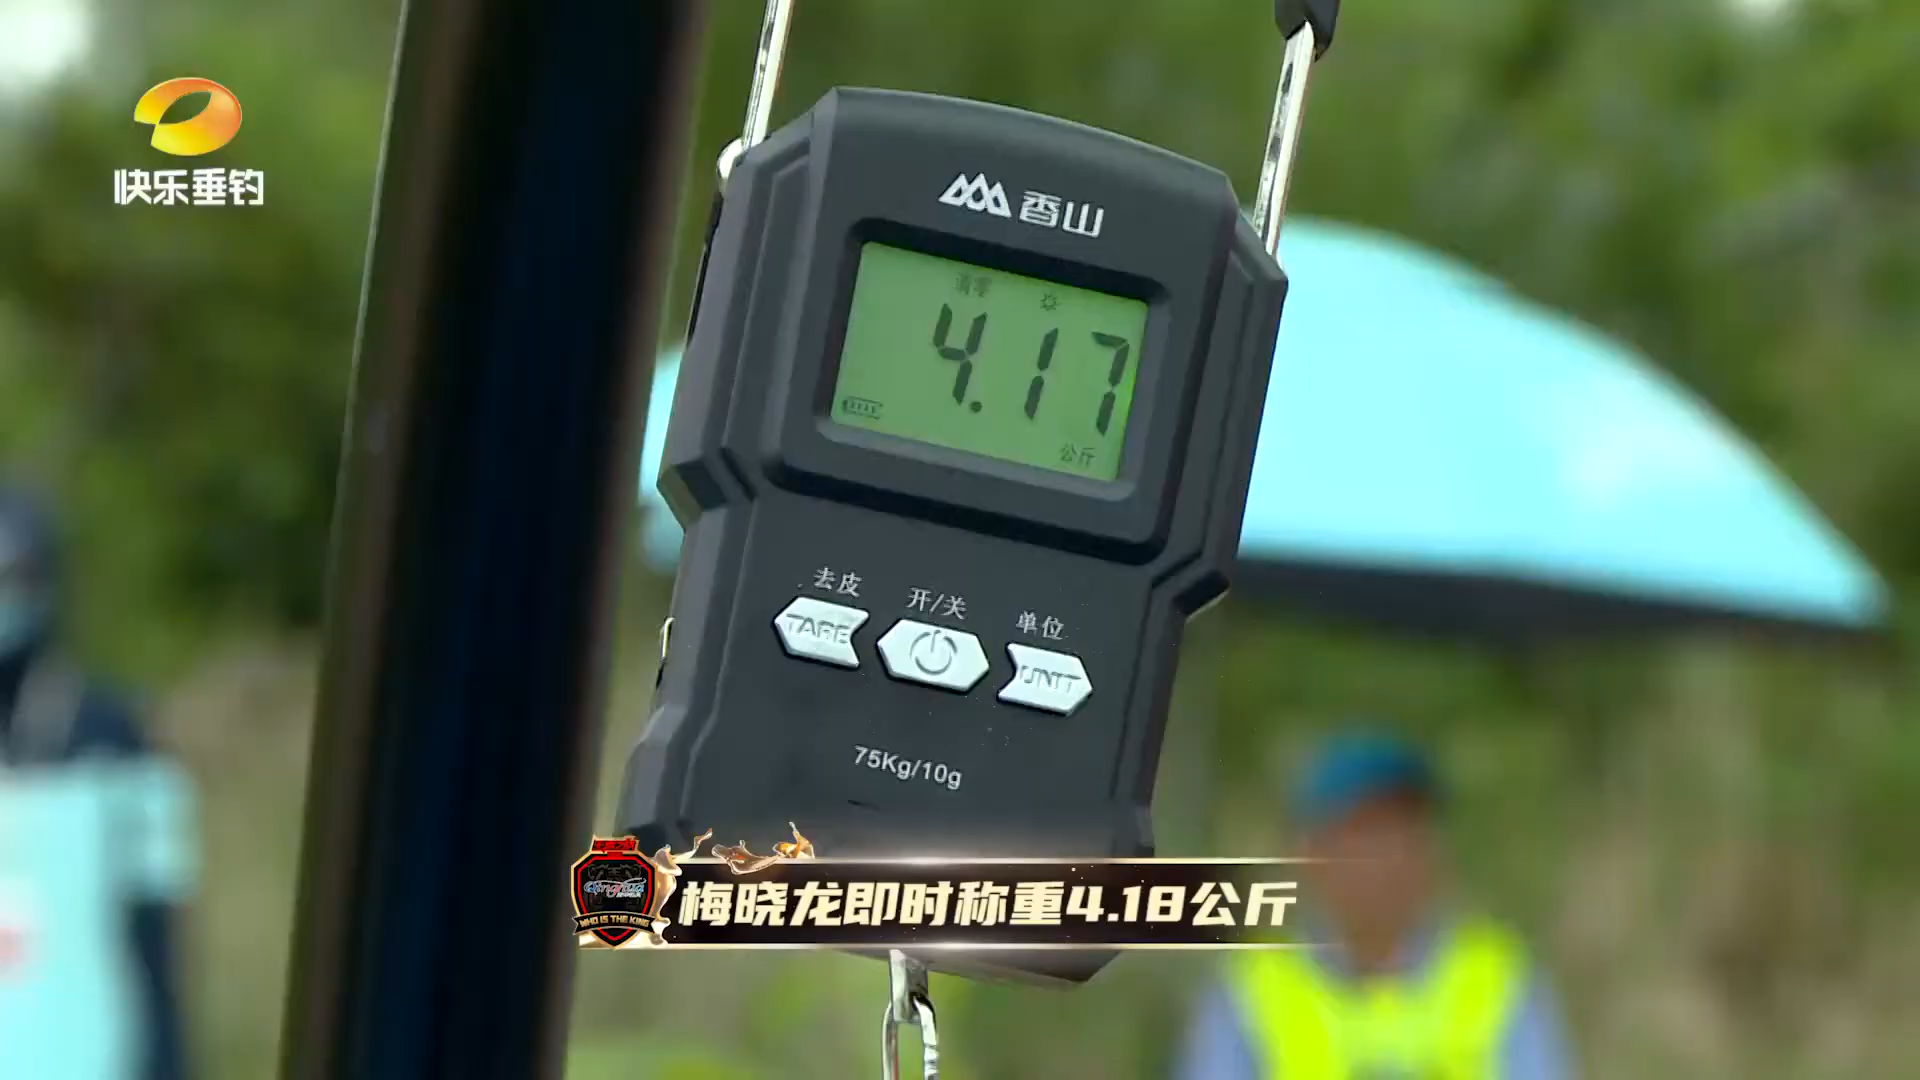 快乐垂钓
香山
清零
4.17
公斤
去皮 开/关 单位
TARE UNIT
75Kg/10g
Qinghua
WHO IS THE KING
梅晓龙即时称重4.18公斤